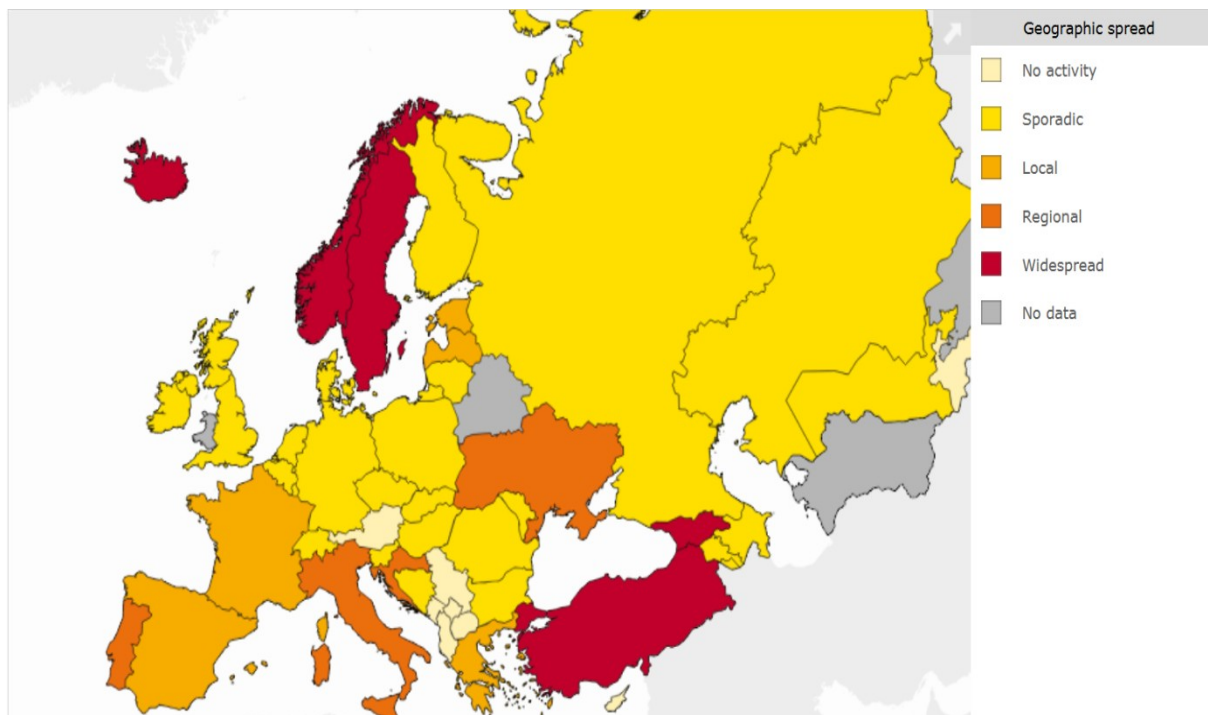 Geographic spread
No activity
Sporadic
Local
Regional
Widespread
No data